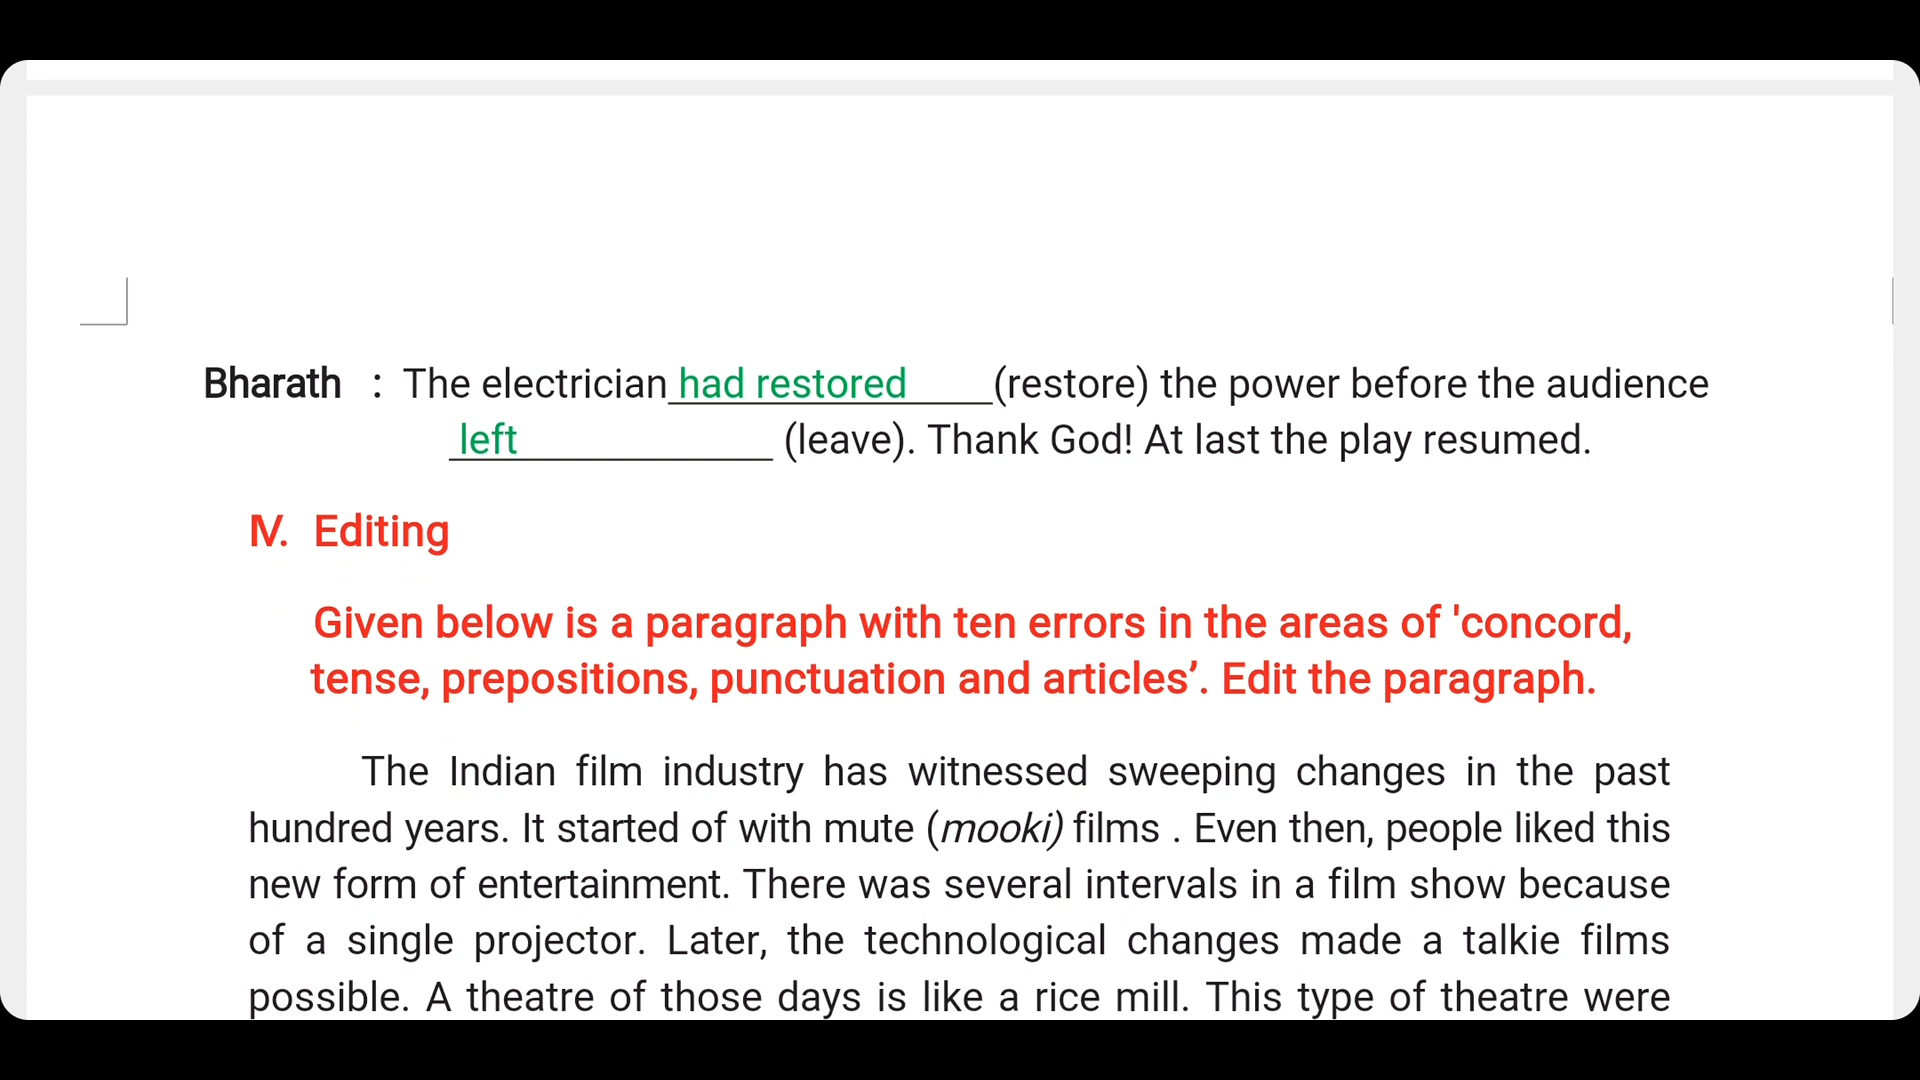 Bharath : The electrician had restored (restore) the power before the audience
left (leave). Thank God! At last the play resumed.
IV. Editing
Given below is a paragraph with ten errors in the areas of 'concord,
tense, prepositions, punctuation and articles’. Edit the paragraph.
The Indian film industry has witnessed sweeping changes in the past
hundred years. It started of with mute (mooki) films . Even then, people liked this
new form of entertainment. There was several intervals in a film show because
of a single projector. Later, the technological changes made a talkie films
possible. A theatre of those days is like a rice mill. This type of theatre were